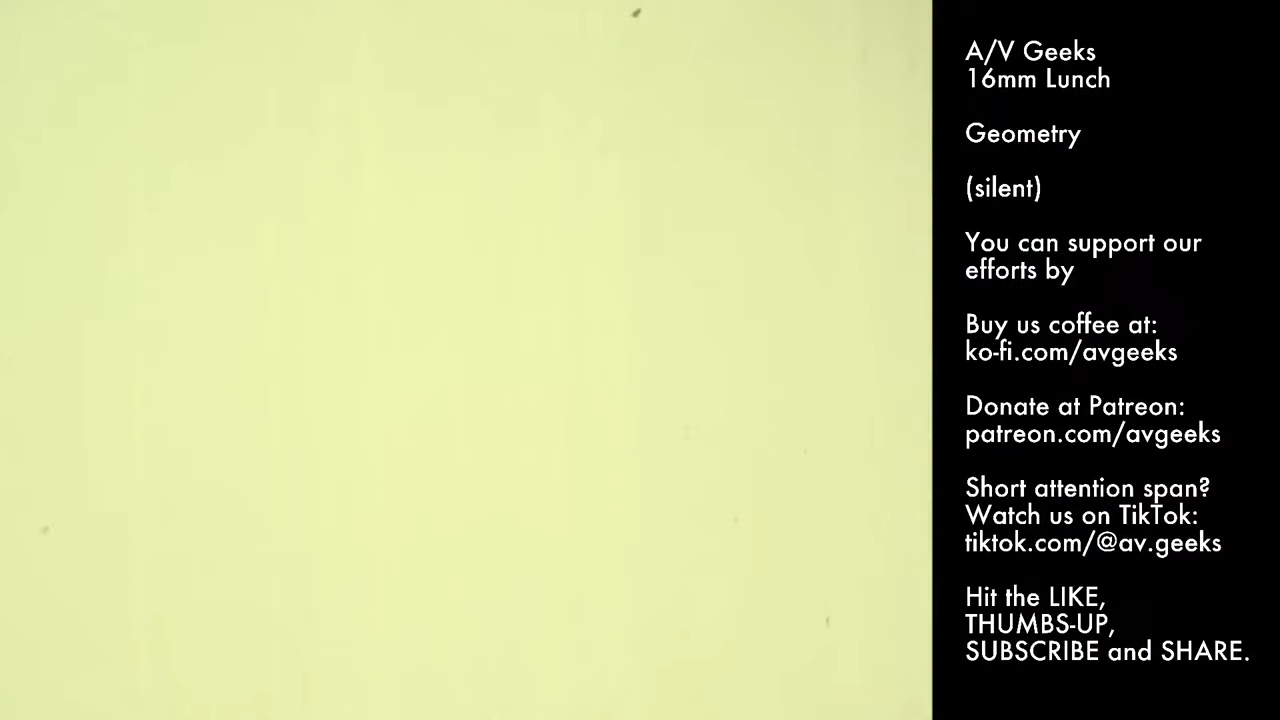 A/V Geeks
16mm Lunch
Geometry
(silent)
You can support our
efforts by
Buy us coffee at:
ko-fi.com/avgeeks
Donate at Patreon:
patreon.com/avgeeks
Short attention span?
Watch us on TikTok:
tiktok.com/@av.geeks
Hit the LIKE,
THUMBS-UP,
SUBSCRIBE and SHARE.